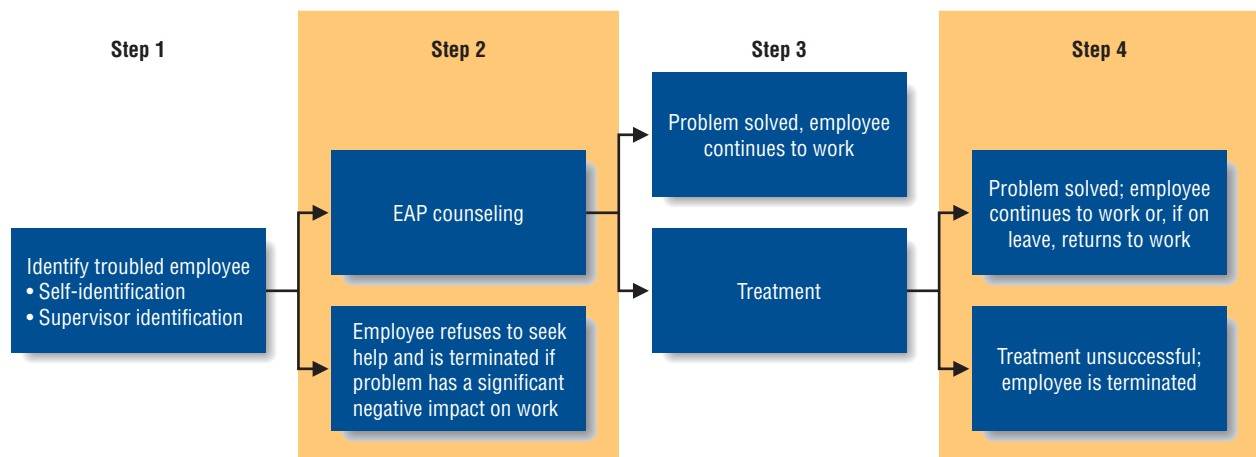 Step 1
Step 2
Step 3
Step 4
Identify troubled employee
• Self-identification
• Supervisor identification
EAP counseling
Employee refuses to seek
help and is terminated if
problem has a significant
negative impact on work
Problem solved, employee
continues to work
Treatment
Problem solved; employee
continues to work or, if on
leave, returns to work
Treatment unsuccessful;
employee is terminated